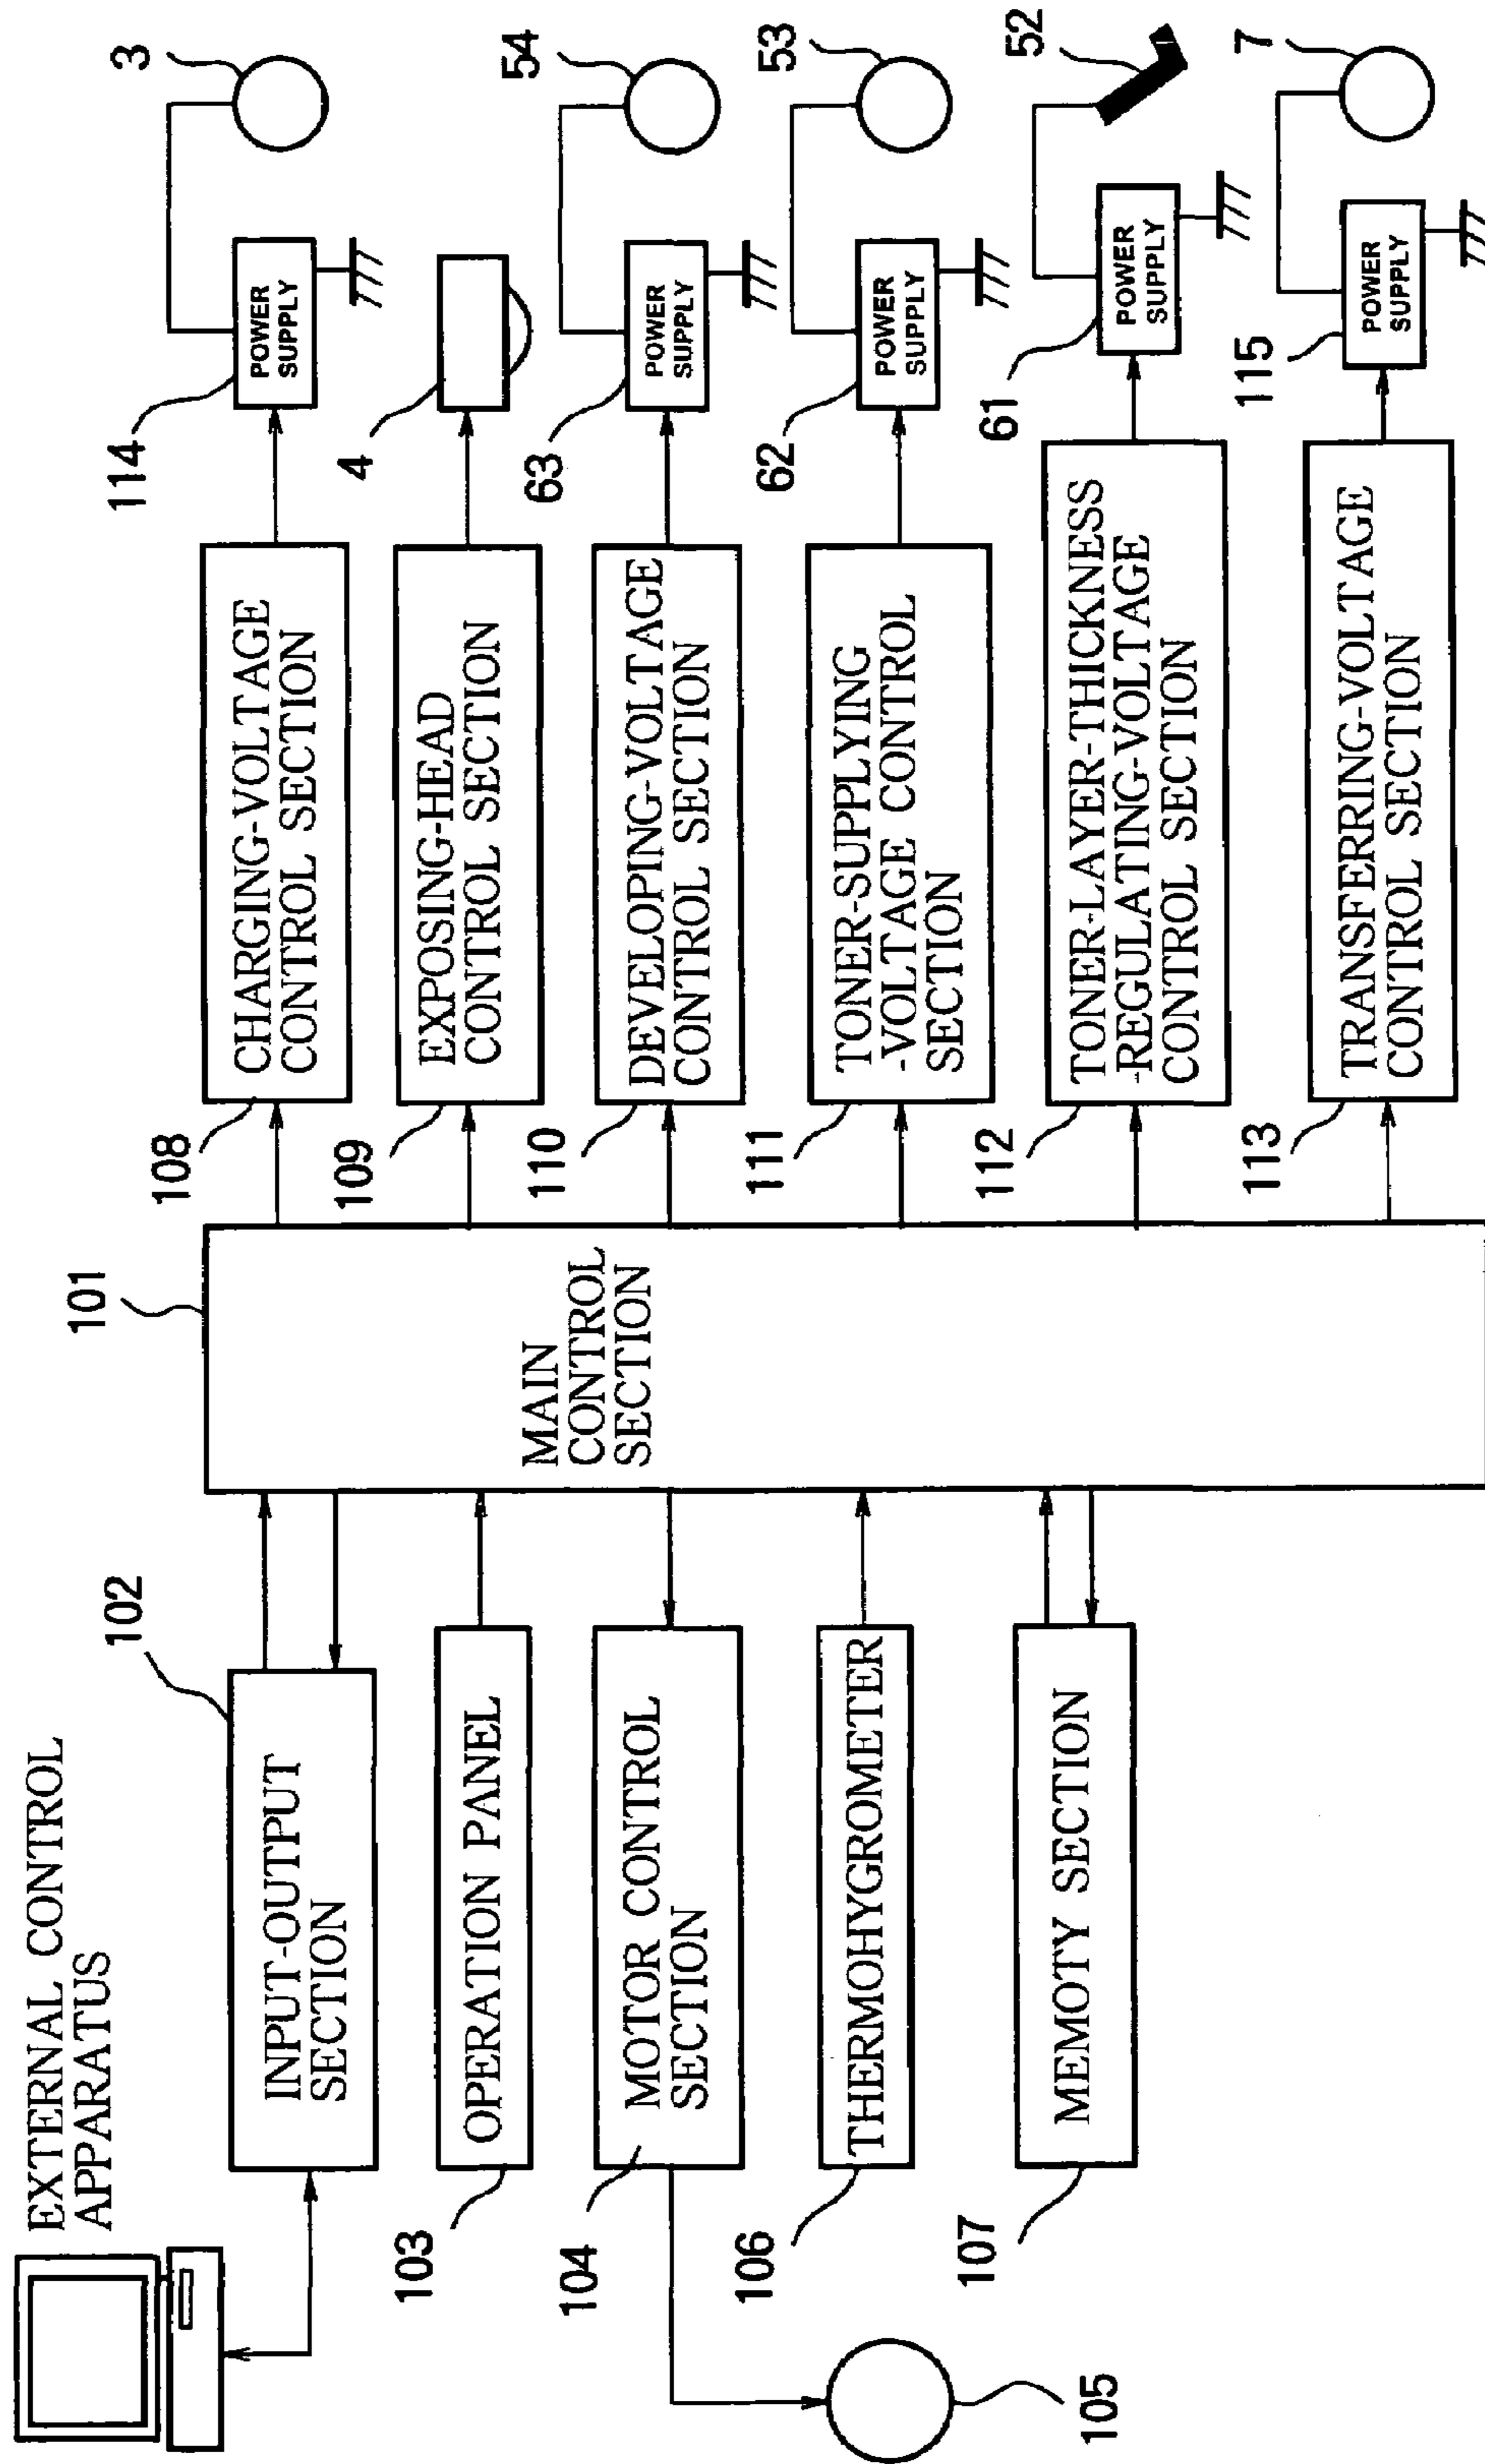 EXTERNAL CONTROL
APPARATUS
102
INPUT-OUTPUT
SECTION
103
OPERATION PANEL
104
MOTOR CONTROL
SECTION
105
106
THERMOHYGROMETER
107
MEMOTY SECTION
101
MAIN
CONTROL
SECTION
108
CHARGING-VOLTAGE
CONTROL SECTION
114
POWER
SUPPLY
3
109
EXPOSING-HEAD
CONTROL SECTION
4
110
DEVELOPING-VOLTAGE
CONTROL SECTION
63
POWER
SUPPLY
54
111
TONER-SUPPLYING
-VOLTAGE CONTROL
SECTION
62
POWER
SUPPLY
53
112
TONER-LAYER-THICKNESS
-REGULATING-VOLTAGE
CONTROL SECTION
61
POWER
SUPPLY
52
113
TRANSFERRING-VOLTAGE
CONTROL SECTION
115
POWER
SUPPLY
7